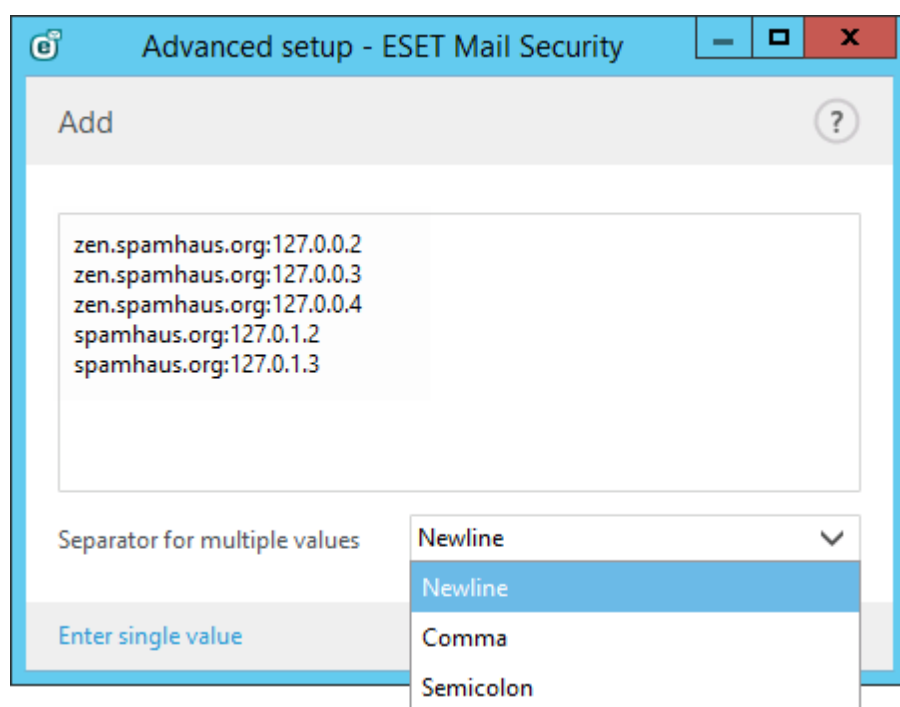 Advanced setup - ESET Mail Security
Add
?
zen.spamhaus.org:127.0.0.2
zen.spamhaus.org:127.0.0.3
zen.spamhaus.org:127.0.0.4
spamhaus.org:127.0.1.2
spamhaus.org:127.0.1.3
Separator for multiple values Newline
Newline
Enter single value Comma
Semicolon